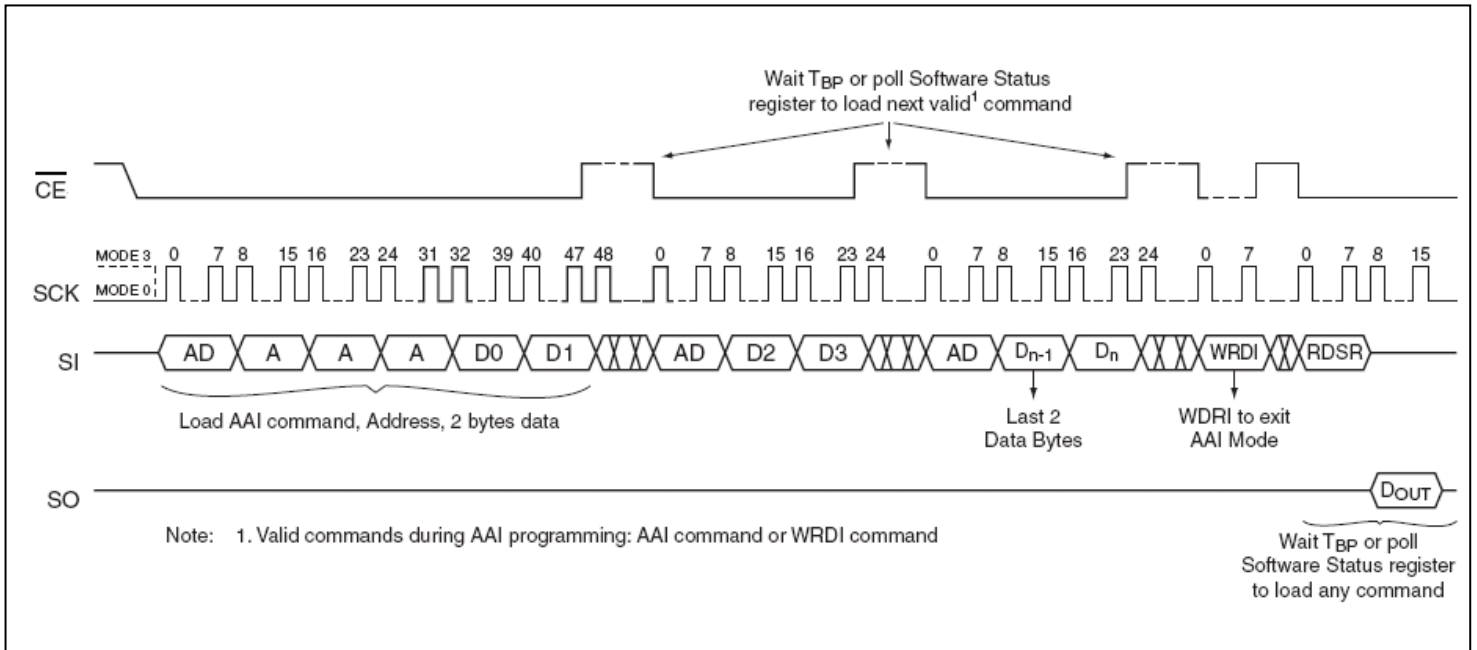 Wait TBP or poll Software Status
register to load next valid1 command
CE
MODE 3
0 7 8 15 16 23 24 31 32 39 40 47 48 0 7 8 15 16 23 24 0 7 8 15 16 23 24 0 7 0 7 8 15
SCK
MODE 0
SI
AD A A A D0 D1 AD D2 D3 AD Dn-1 Dn WRDI RDSR
Load AAI command, Address, 2 bytes data
Last 2
Data Bytes
WDRI to exit
AAI Mode
SO
DOUT
Note: 1. Valid commands during AAI programming: AAI command or WRDI command
Wait TBP or poll
Software Status register
to load any command